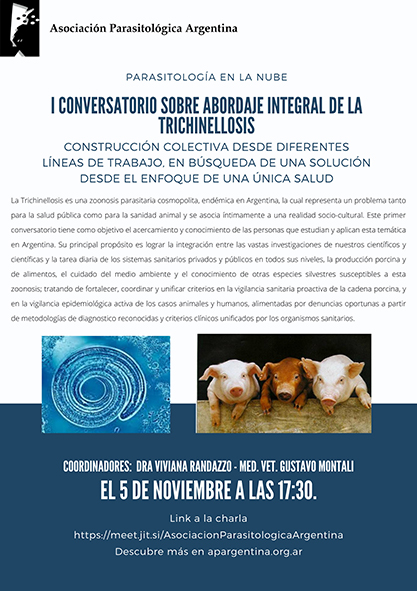 Asociación Parasitológica Argentina
PARASITOLOGÍA EN LA NUBE
I CONVERSATORIO SOBRE ABORDAJE INTEGRAL DE LA
TRICHINELLOSIS
CONSTRUCCIÓN COLECTIVA DESDE DIFERENTES
LÍNEAS DE TRABAJO, EN BÚSQUEDA DE UNA SOLUCIÓN
DESDE EL ENFOQUE DE UNA ÚNICA SALUD
La Trichinellosis es una zoonosis parasitaria cosmopolita, endémica en Argentina, la cual representa un problema tanto
para la salud pública como para la sanidad animal y se asocia íntimamente a una realidad socio-cultural. Este primer
conversatorio tiene como objetivo el acercamiento y conocimiento de las personas que estudian y aplican esta temática
en Argentina. Su principal propósito es lograr la integración entre las vastas investigaciones de nuestros científicos y
científicas y la tarea diaria de los sistemas sanitarios privados y públicos en todos sus niveles, la producción porcina y
de alimentos, el cuidado del medio ambiente y el conocimiento de otras especies silvestres susceptibles a esta
zoonosis; tratando de fortalecer, coordinar y unificar criterios en la vigilancia sanitaria proactiva de la cadena porcina, y
en la vigilancia epidemiológica activa de los casos animales y humanos, alimentadas por denuncias oportunas a partir
de metodologías de diagnostico reconocidas y criterios clínicos unificados por los organismos sanitarios.
COORDINADORES: DRA VIVIANA RANDAZZO - MED. VET. GUSTAVO MONTALI
EL 5 DE NOVIEMBRE A LAS 17:30.
Link a la charla
https://meet.jit.si/AsociacionParasitologicaArgentina
Descubre más en apargentina.org.ar